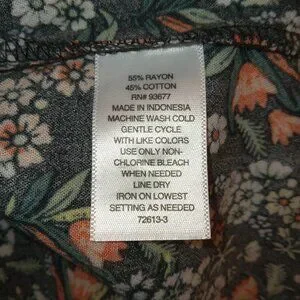 55% RAYON
45% COTTON
RN# 93677
MADE IN INDONESIA
MACHINE WASH COLD
GENTLE CYCLE
WITH LIKE COLORS
USE ONLY NON-
CHLORINE BLEACH
WHEN NEEDED
LINE DRY
IRON ON LOWEST
SETTING AS NEEDED
72613-3